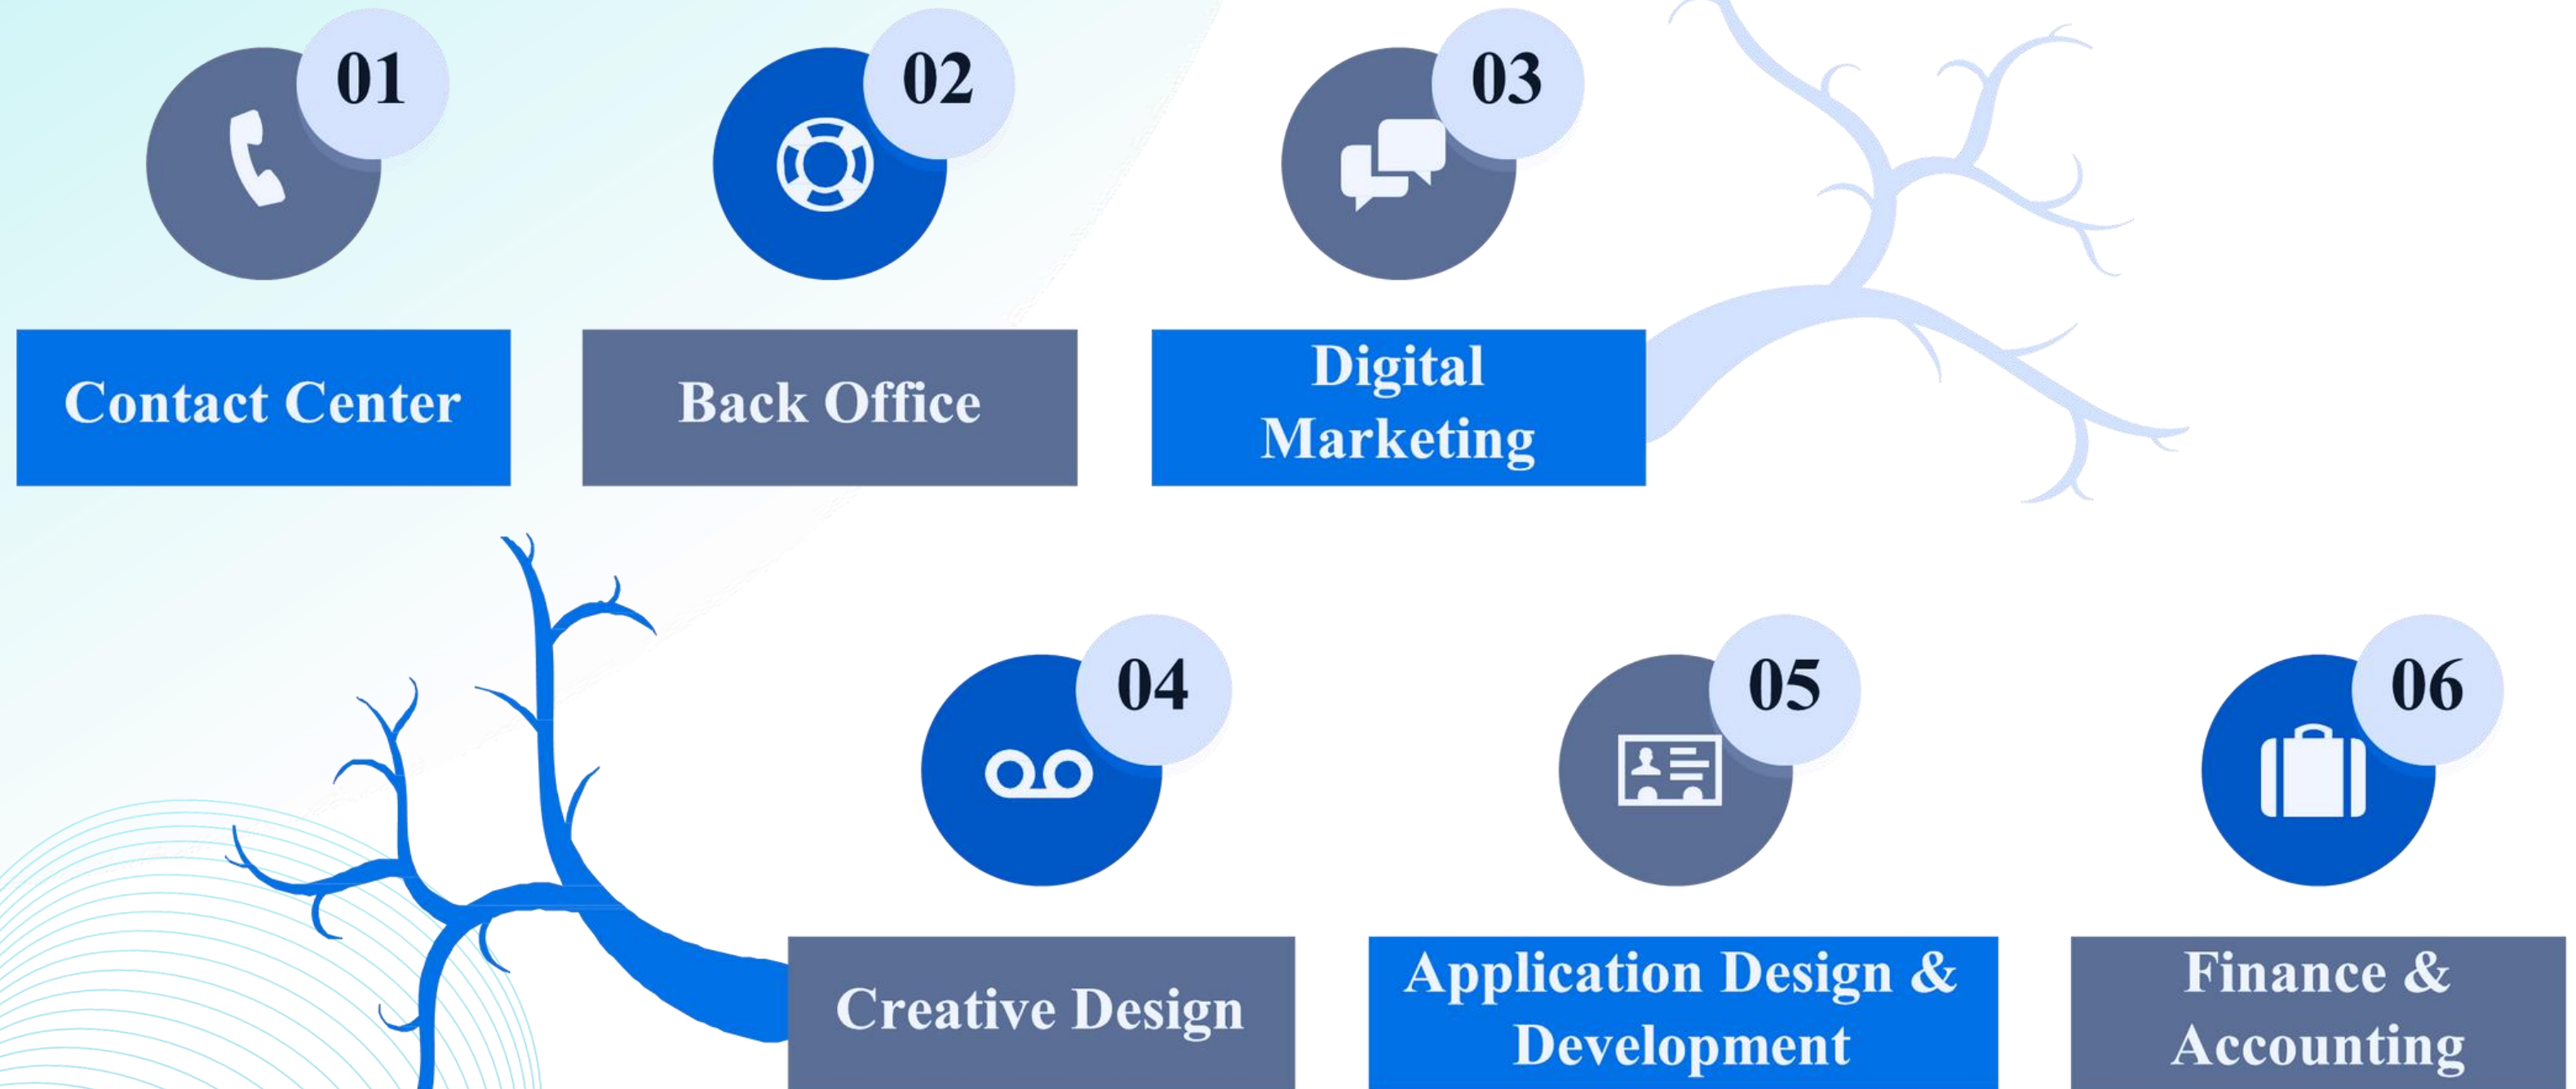 01
02
03
Contact Center
Back Office
Digital
Marketing
04
05
06
Creative Design
Application Design &
Development
Finance &
Accounting